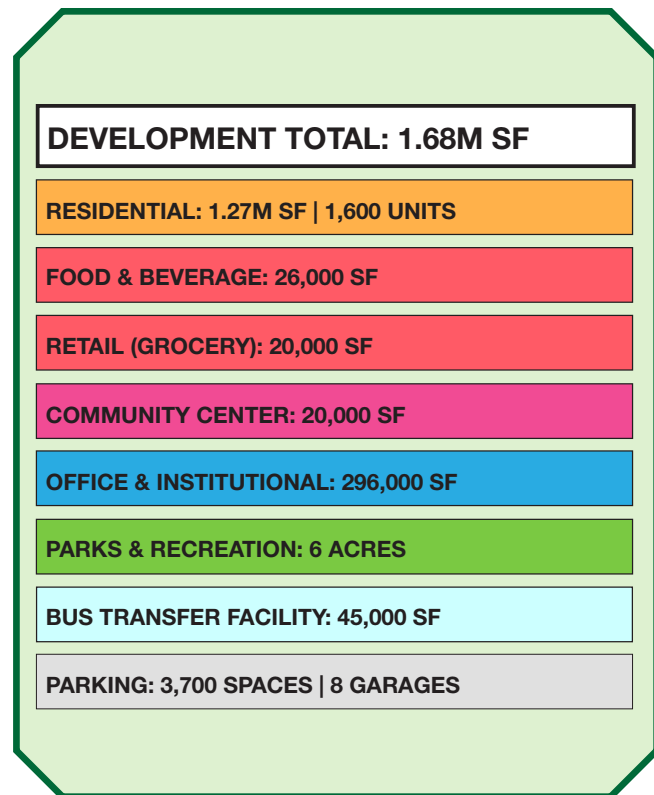 DEVELOPMENT TOTAL: 1.68M SF
RESIDENTIAL: 1.27M SF | 1,600 UNITS
FOOD & BEVERAGE: 26,000 SF
RETAIL (GROCERY): 20,000 SF
COMMUNITY CENTER: 20,000 SF
OFFICE & INSTITUTIONAL: 296,000 SF
PARKS & RECREATION: 6 ACRES
BUS TRANSFER FACILITY: 45,000 SF
PARKING: 3,700 SPACES | 8 GARAGES